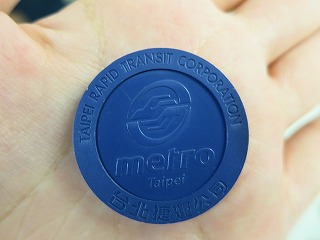 TAIPEI RAPID TRANSIT CORPORATION
metro
Taipei
台北捷運公司